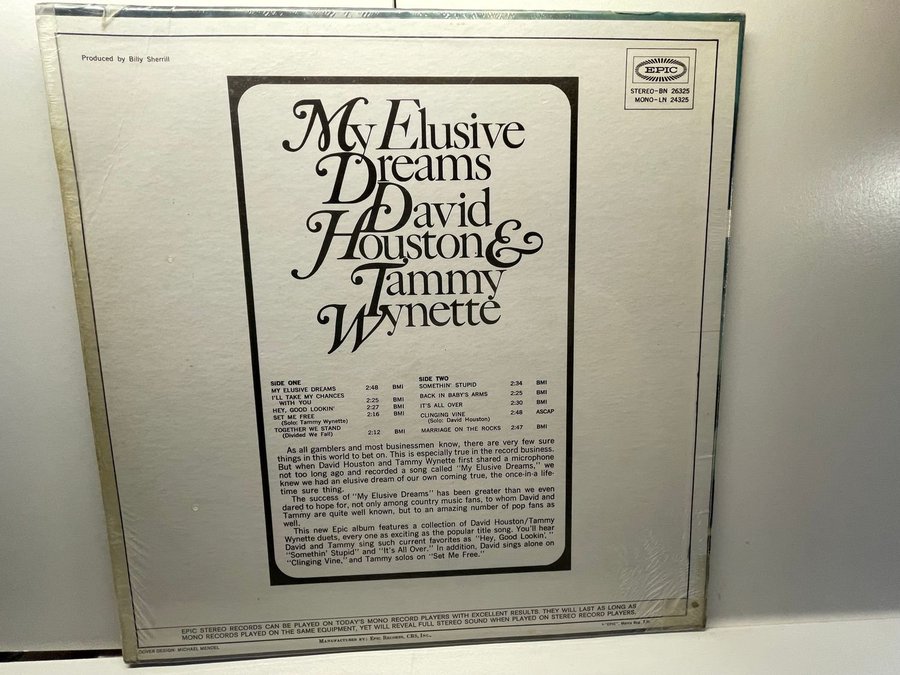 Produced by Billy Sherrill
EPIC
STEREO-BN 26325
MONO-LN 24325
My Elusive
Dreams
David
Houston &
Tammy
Wynette
SIDE ONE
MY ELUSIVE DREAMS 2:48 BMI
I'LL TAKE MY CHANCES
WITH YOU 2:25 BMI
HEY, GOOD LOOKIN' 2:27 BMI
SET ME FREE 2:16 BMI
(Solo: Tammy Wynette)
TOGETHER WE STAND
(Divided We Fall) 2:12 BMI
SIDE TWO
SOMETHIN' STUPID 2:34 BMI
BACK IN BABY'S ARMS 2:25 BMI
IT'S ALL OVER 2:30 BMI
CLINGING VINE 2:48 ASCAP
(Solo: David Houston)
MARRIAGE ON THE ROCKS 2:47 BMI
As all gamblers and most businessmen know, there are very few sure
things in this world to bet on. This is especially true in the record business.
But when David Houston and Tammy Wynette first shared a microphone
not too long ago and recorded a song called "My Elusive Dreams," we
knew we had an elusive dream of our own coming true, the once-in a life-
time sure thing.
The success of "My Elusive Dreams" has been greater than we even
dared to hope for, not only among country music fans, to whom David and
Tammy are quite well known, but to an amazing number of pop fans as
well.
This new Epic album features a collection of David Houston/Tammy
Wynette duets, every one as exciting as the popular title song. You'll hear
David and Tammy sing such current favorites as "Hey, Good Lookin',"
"Somethin' Stupid" and "It's All Over." In addition, David sings alone on
"Clinging Vine," and Tammy solos on "Set Me Free."
EPIC STEREO RECORDS CAN BE PLAYED ON TODAY'S MONO RECORD PLAYERS WITH EXCELLENT RESULTS. THEY WILL LAST AS LONG AS
MONO RECORDS PLAYED ON THE SAME EQUIPMENT, YET WILL REVEAL FULL STEREO SOUND WHEN PLAYED ON STEREO RECORD PLAYERS.
Manufactured by: Epic Records, CBS, Inc.
"EPIC", Marca Reg.
COVER DESIGN: MICHAEL MENDEL